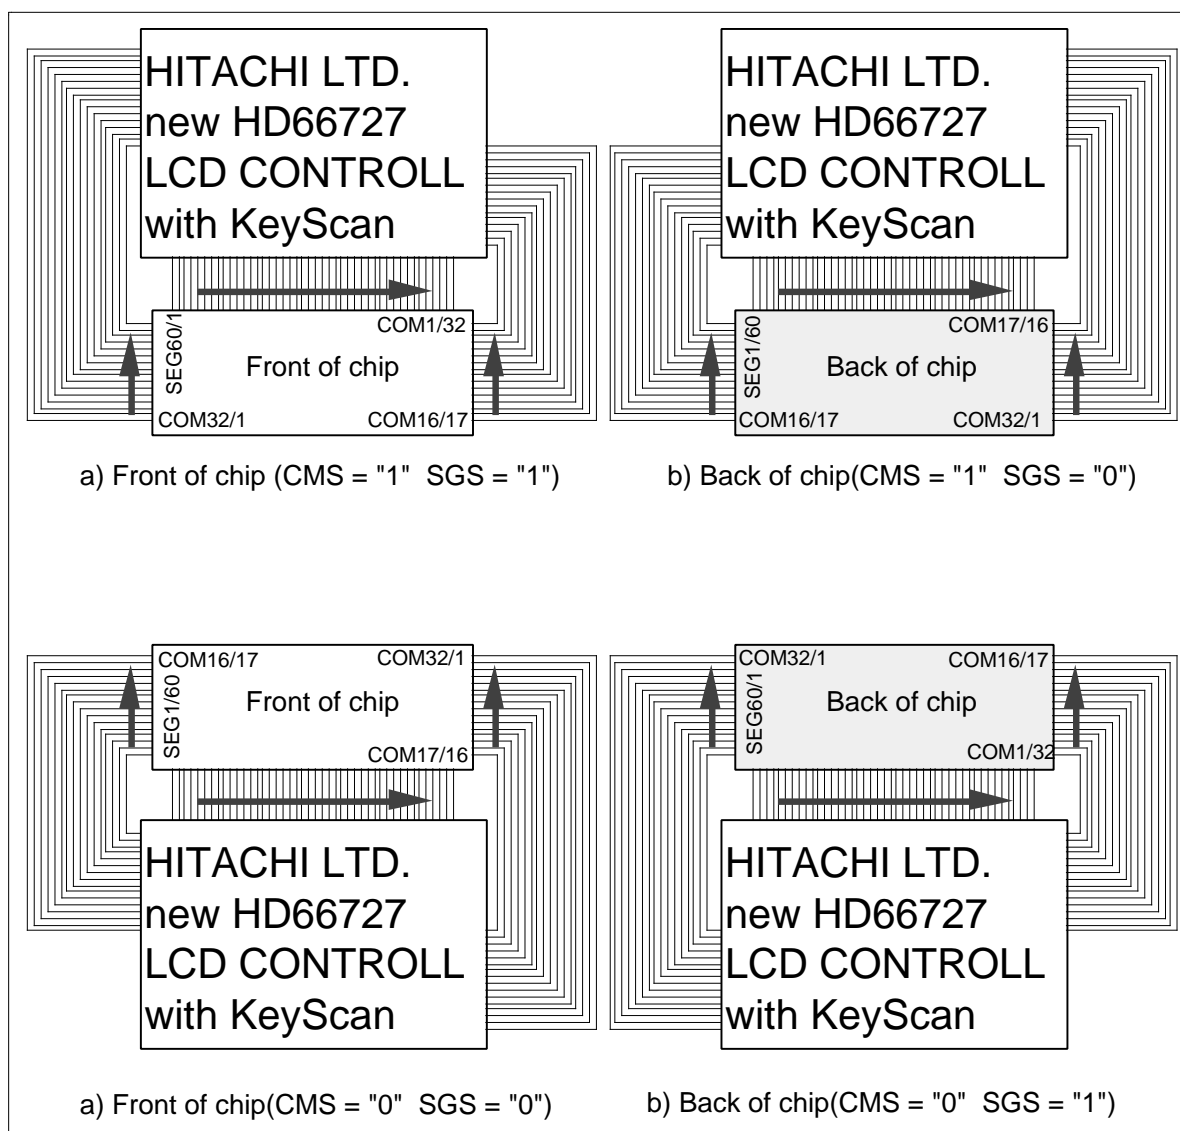 HITACHI LTD.
new HD66727
LCD CONTROLL
with KeyScan
SEG60/1
COM1/32
Front of chip
COM32/1
COM16/17
a) Front of chip (CMS = "1" SGS = "1")
HITACHI LTD.
new HD66727
LCD CONTROLL
with KeyScan
SEG1/60
COM17/16
Back of chip
COM16/17
COM32/1
b) Back of chip(CMS = "1" SGS = "0")
COM16/17
COM32/1
SEG1/60
Front of chip
COM17/16
HITACHI LTD.
new HD66727
LCD CONTROLL
with KeyScan
a) Front of chip(CMS = "0" SGS = "0")
COM32/1
COM16/17
SEG60/1
Back of chip
COM1/32
HITACHI LTD.
new HD66727
LCD CONTROLL
with KeyScan
b) Back of chip(CMS = "0" SGS = "1")